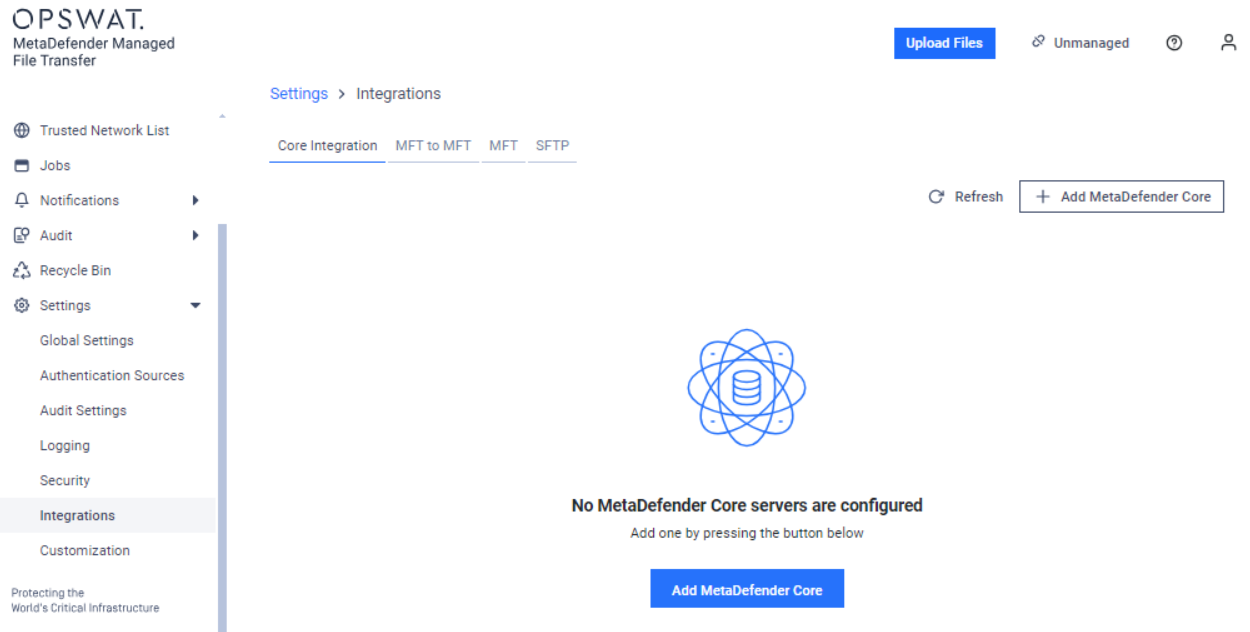 OPSWAT.
MetaDefender Managed
File Transfer
Upload Files
Unmanaged
Settings > Integrations
Trusted Network List
Jobs
Notifications
Audit
Recycle Bin
Settings
Global Settings
Authentication Sources
Audit Settings
Logging
Security
Integrations
Customization
Protecting the
World's Critical Infrastructure
Core Integration MFT to MFT MFT SFTP
Refresh + Add MetaDefender Core
No MetaDefender Core servers are configured
Add one by pressing the button below
Add MetaDefender Core